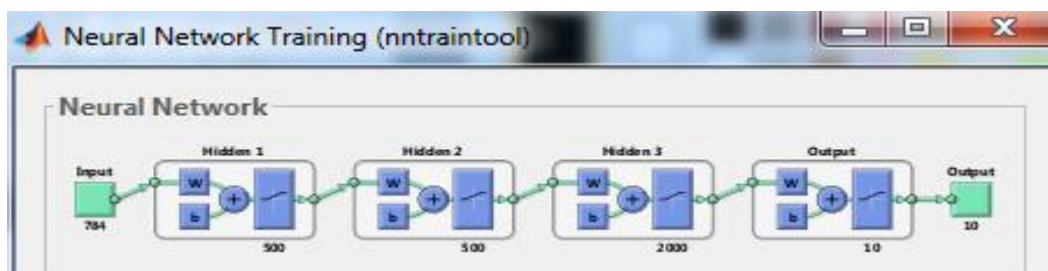 Neural Network Training (nntraintool)
Neural Network
Hidden 1 Hidden 2 Hidden 3 Output
Input Output
W W W W
b b b b
784 10
500 500 2000 10